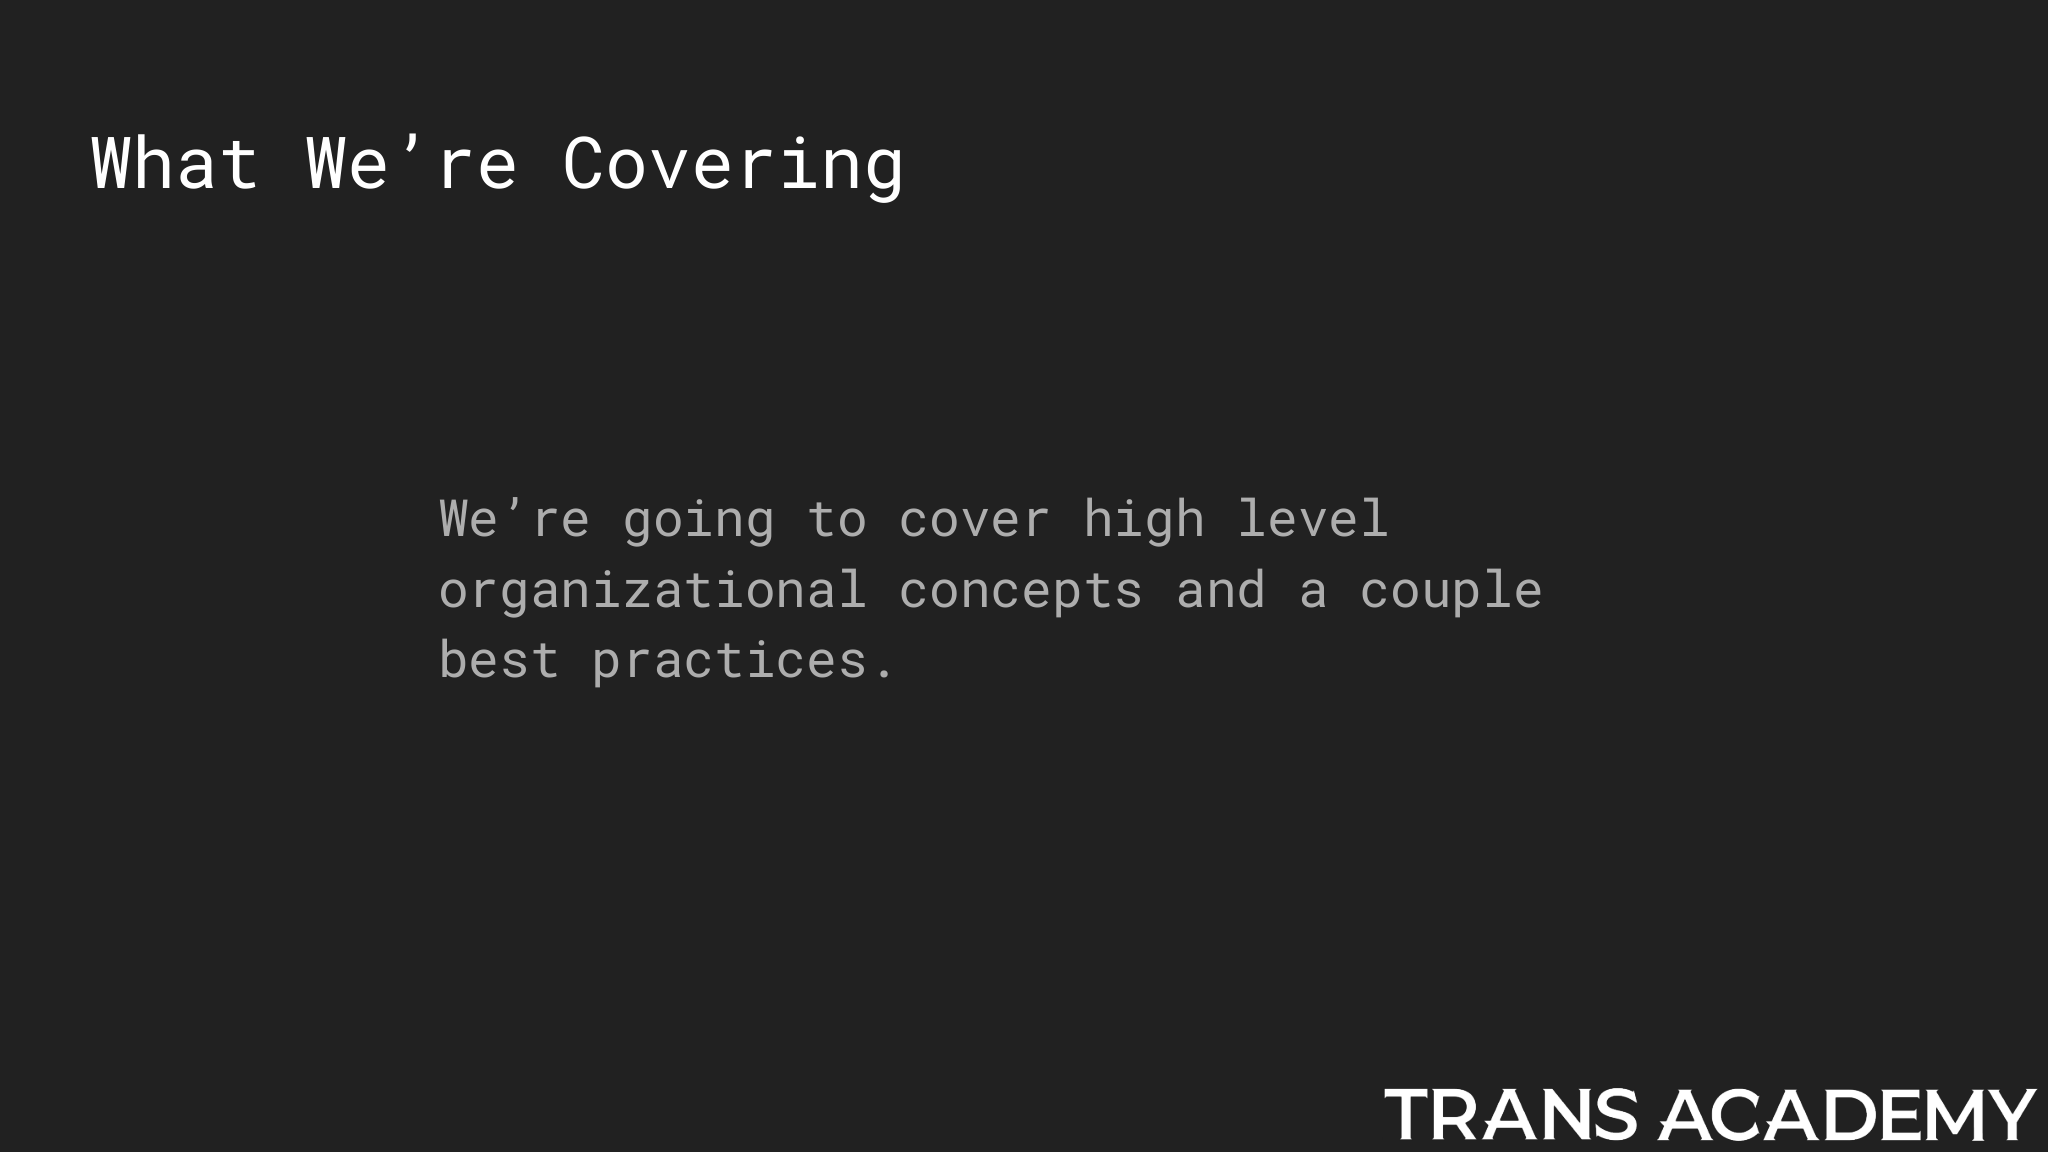 What We’re Covering
We’re going to cover high level
organizational concepts and a couple
best practices.
TRANS ACADEMY